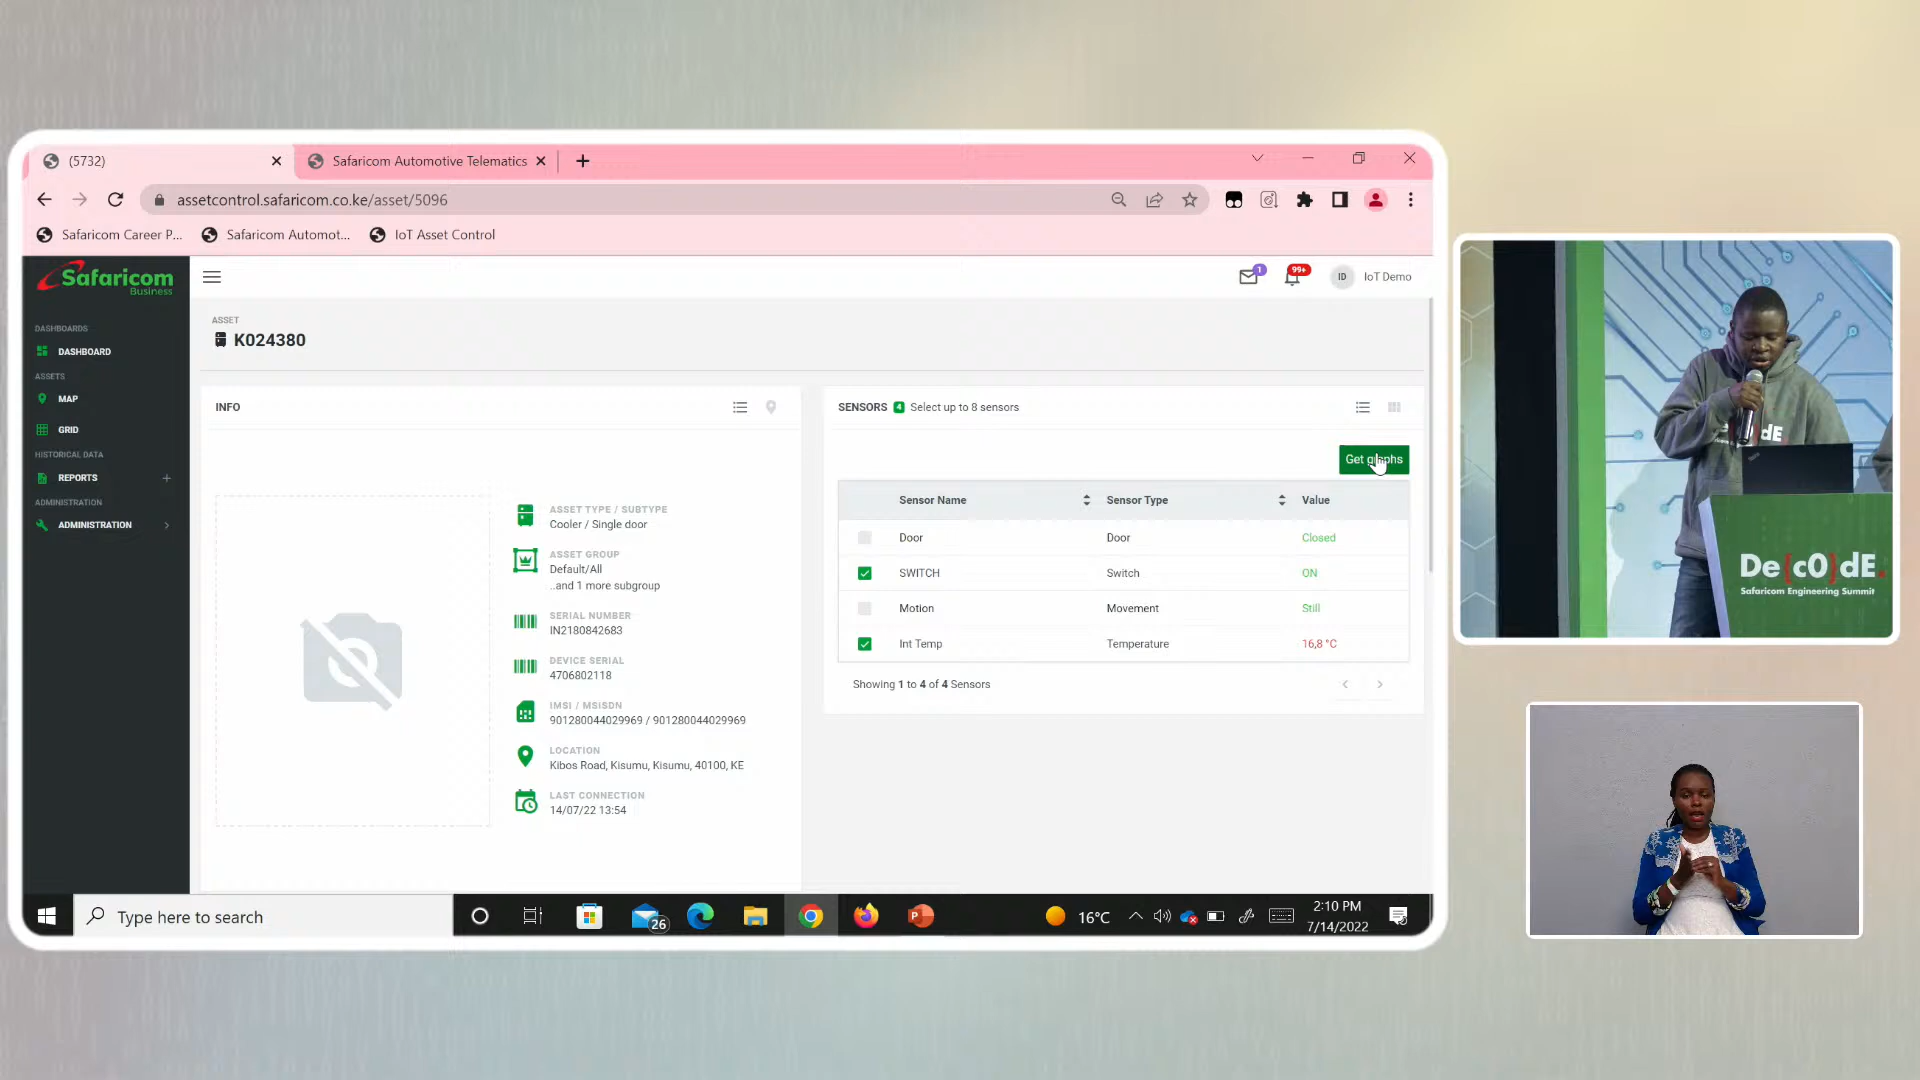 (5732)
Safaricom Automotive Telematics
assetcontrol.safaricom.co.ke/asset/5096
Safaricom Career P...
Safaricom Automot...
IoT Asset Control
Safaricom
Business
1
99+
ID
IoT Demo
DASHBOARDS
DASHBOARD
ASSETS
MAP
GRID
HISTORICAL DATA
REPORTS
ADMINISTRATION
ADMINISTRATION
ASSET
K024380
INFO
ASSET TYPE / SUBTYPE
Cooler / Single door
ASSET GROUP
Default/All
..and 1 more subgroup
SERIAL NUMBER
IN2180842683
DEVICE SERIAL
4706802118
IMSI / MSISDN
901280044029969 / 901280044029969
LOCATION
Kibos Road, Kisumu, Kisumu, 40100, KE
LAST CONNECTION
14/07/22 13:54
SENSORS 4 Select up to 8 sensors
Get graphs
Sensor Name Sensor Type Value
Door Door Closed
SWITCH Switch ON
Motion Movement Still
Int Temp Temperature 16,8 °C
Showing 1 to 4 of 4 Sensors
Type here to search
26
16°C
2:10 PM
7/14/2022
De{c0}dE.
Safaricom Engineering Summit